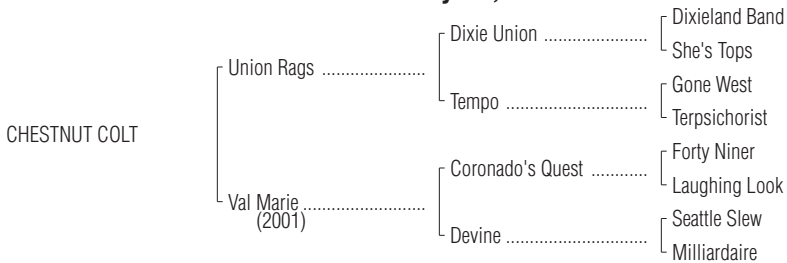 Dixieland Band
Dixie Union ......................
She's Tops
Union Rags ......................
Gone West
Tempo ..............................
Terpsichorist
CHESTNUT COLT
Forty Niner
Coronado's Quest ............
Laughing Look
Val Marie ..........................
(2001)
Seattle Slew
Devine ..............................
Milliardaire